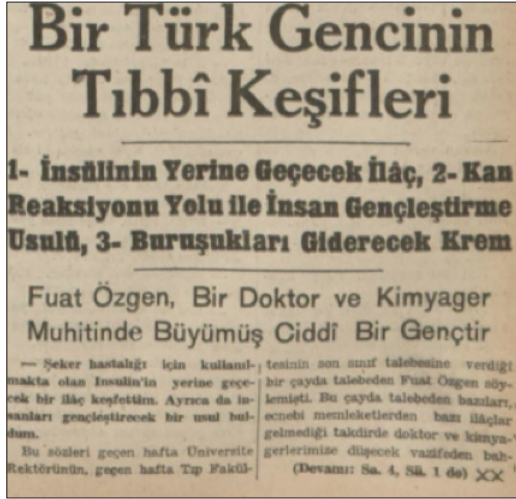 Bir Türk Gencinin
Tıbbî Keşifleri
1- İnsülinin Yerine Geçecek İlâç, 2- Kan
Reaksiyonu Yolu ile İnsan Gençleştirme
Usulü, 3- Buruşukları Giderecek Krem
Fuat Özgen, Bir Doktor ve Kimyager
Muhitinde Büyümüş Ciddî Bir Gençtir
— Şeker hastalığı için kullanıl-
makta olan Insulin'in yerine geçe-
cek bir ilâç keşfettim. Ayrıca da in-
sanları gençleştirecek bir usul bul-
dum.
Bu sözleri geçen hafta Üniversite
Rektörünün, geçen hafta Tıp Fakül-
tesinin son sınıf talebesine verdiği
bir çayda talebeden Fuat Özgen söy-
lemişti. Bu çayda talebeden bazıları,
ecnebi memleketlerden bazı ilâçlar
gelmediği takdirde doktor ve kimya-
gerlerimize düşecek vazifeden bah-
(Devamı: Sa. 4, Sü. 1 de) XX